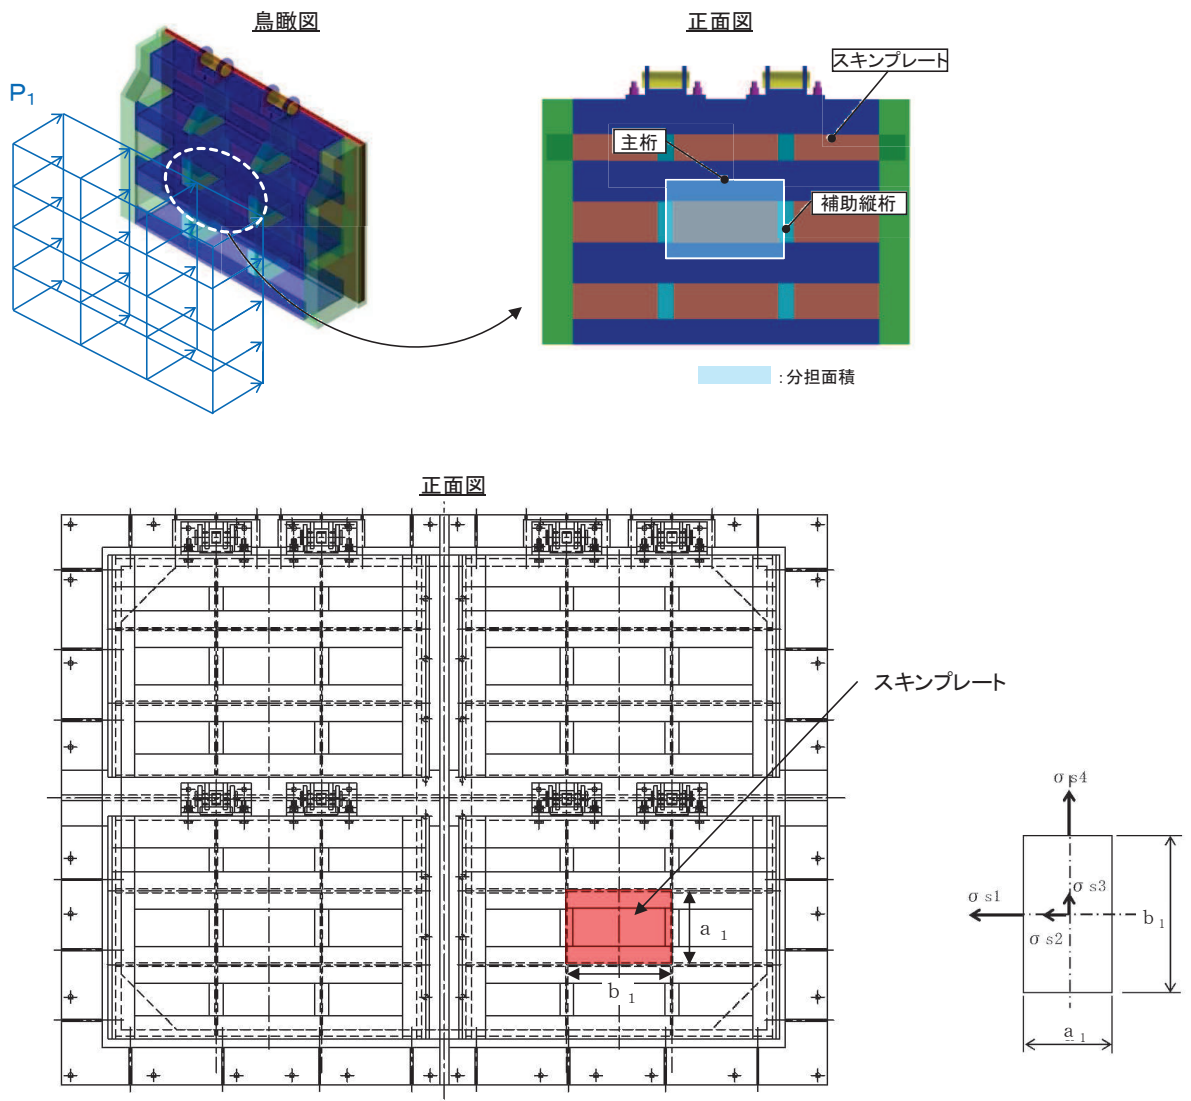 鳥瞰図
正面図
P1
スキンプレート
主桁
補助縦桁
:分担面積
正面図
スキンプレート
a 1
b 1
σ s4
σ s3
σ s1
σ s2
b 1
a 1